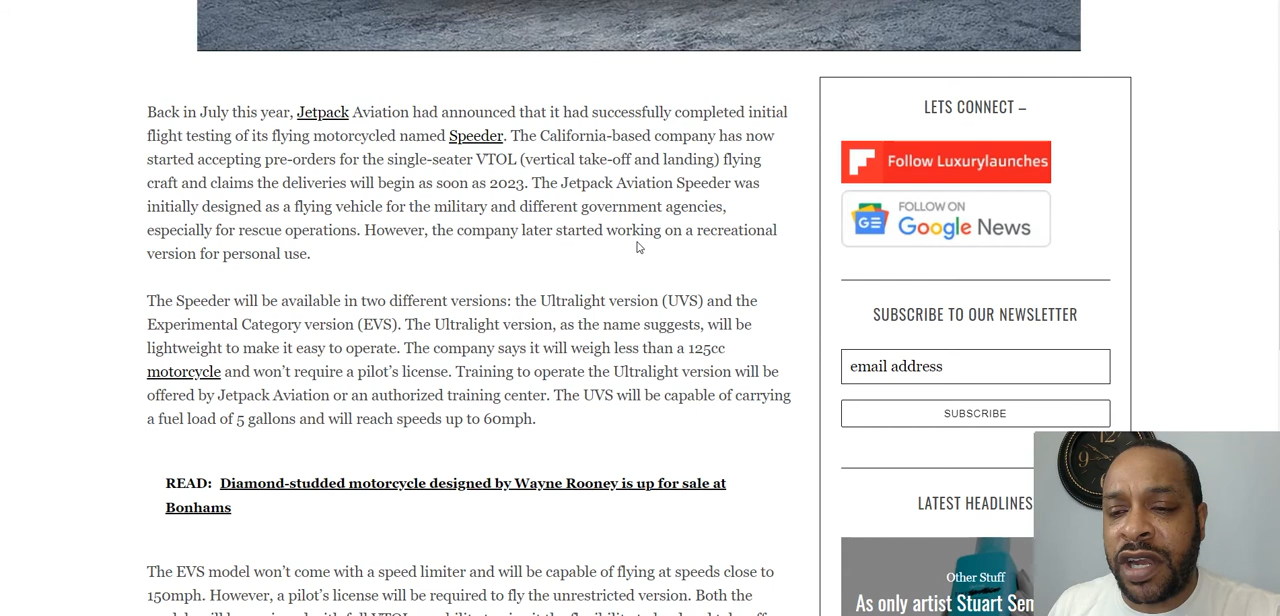 Back in July this year, Jetpack Aviation had announced that it had successfully completed initial
flight testing of its flying motorcycled named Speeder. The California-based company has now
started accepting pre-orders for the single-seater VTOL (vertical take-off and landing) flying
craft and claims the deliveries will begin as soon as 2023. The Jetpack Aviation Speeder was
initially designed as a flying vehicle for the military and different government agencies,
especially for rescue operations. However, the company later started working on a recreational
version for personal use.
The Speeder will be available in two different versions: the Ultralight version (UVS) and the
Experimental Category version (EVS). The Ultralight version, as the name suggests, will be
lightweight to make it easy to operate. The company says it will weigh less than a 125cc
motorcycle and won't require a pilot's license. Training to operate the Ultralight version will be
offered by Jetpack Aviation or an authorized training center. The UVS will be capable of carrying
a fuel load of 5 gallons and will reach speeds up to 60mph.
READ: Diamond-studded motorcycle designed by Wayne Rooney is up for sale at
Bonhams
The EVS model won't come with a speed limiter and will be capable of flying at speeds close to
150mph. However, a pilot's license will be required to fly the unrestricted version. Both the
LETS CONNECT –
Follow Luxurylaunches
FOLLOW ON
Google News
SUBSCRIBE TO OUR NEWSLETTER
email address
SUBSCRIBE
LATEST HEADLINES
Other Stuff
As only artist Stuart Sem